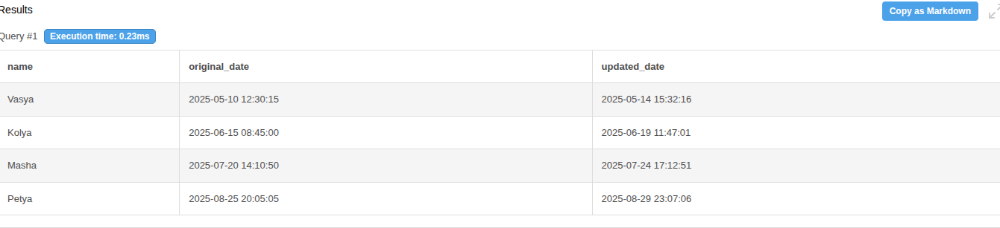 Results
Copy as Markdown
Query #1 Execution time: 0.23ms
name original_date updated_date
Vasya 2025-05-10 12:30:15 2025-05-14 15:32:16
Kolya 2025-06-15 08:45:00 2025-06-19 11:47:01
Masha 2025-07-20 14:10:50 2025-07-24 17:12:51
Petya 2025-08-25 20:05:05 2025-08-29 23:07:06